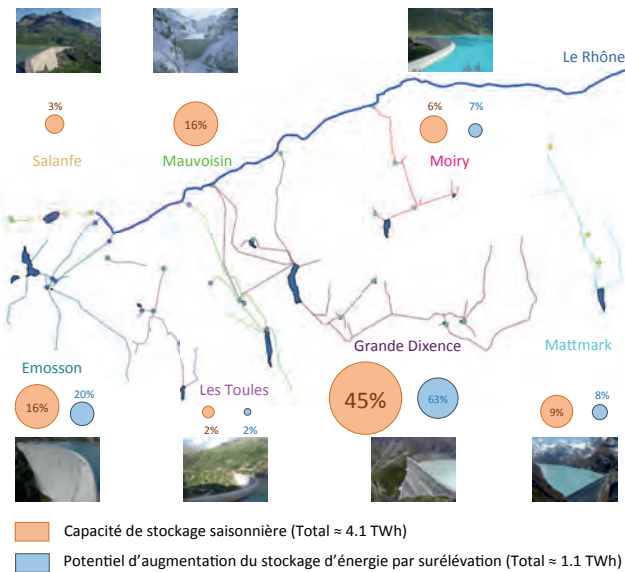 Le Rhône
3%
16%
6%
7%
Salanfe
Mauvoisin
Moiry
Grande Dixence
Mattmark
Emosson
Les Toules
16%
20%
2%
2%
45%
63%
9%
8%
Capacité de stockage saisonnière (Total ≈ 4.1 TWh)
Potentiel d'augmentation du stockage d'énergie par surélévation (Total ≈ 1.1 TWh)